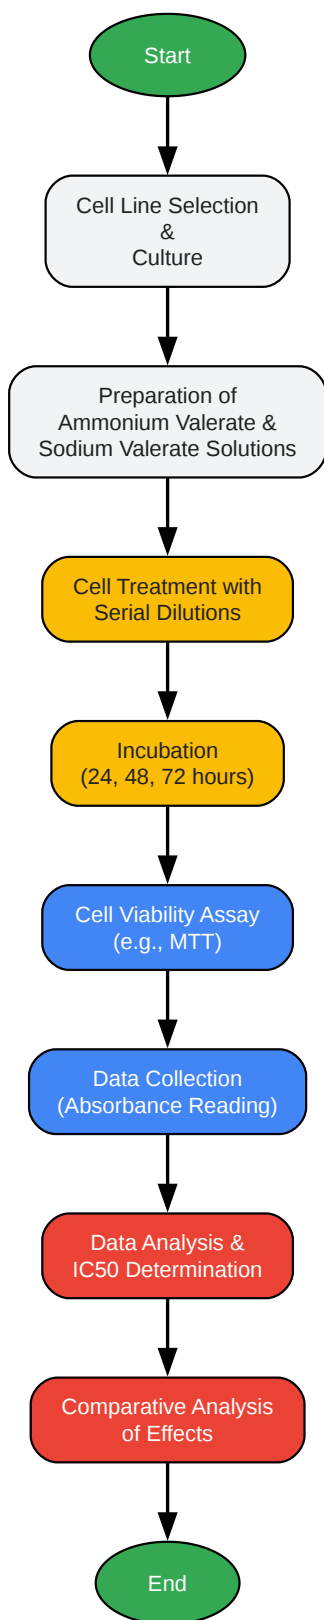 Start
Cell Line Selection
&
Culture
Preparation of
Ammonium Valerate &
Sodium Valerate Solutions
Cell Treatment with
Serial Dilutions
Incubation
(24, 48, 72 hours)
Cell Viability Assay
(e.g., MTT)
Data Collection
(Absorbance Reading)
Data Analysis &
IC50 Determination
Comparative Analysis
of Effects
End